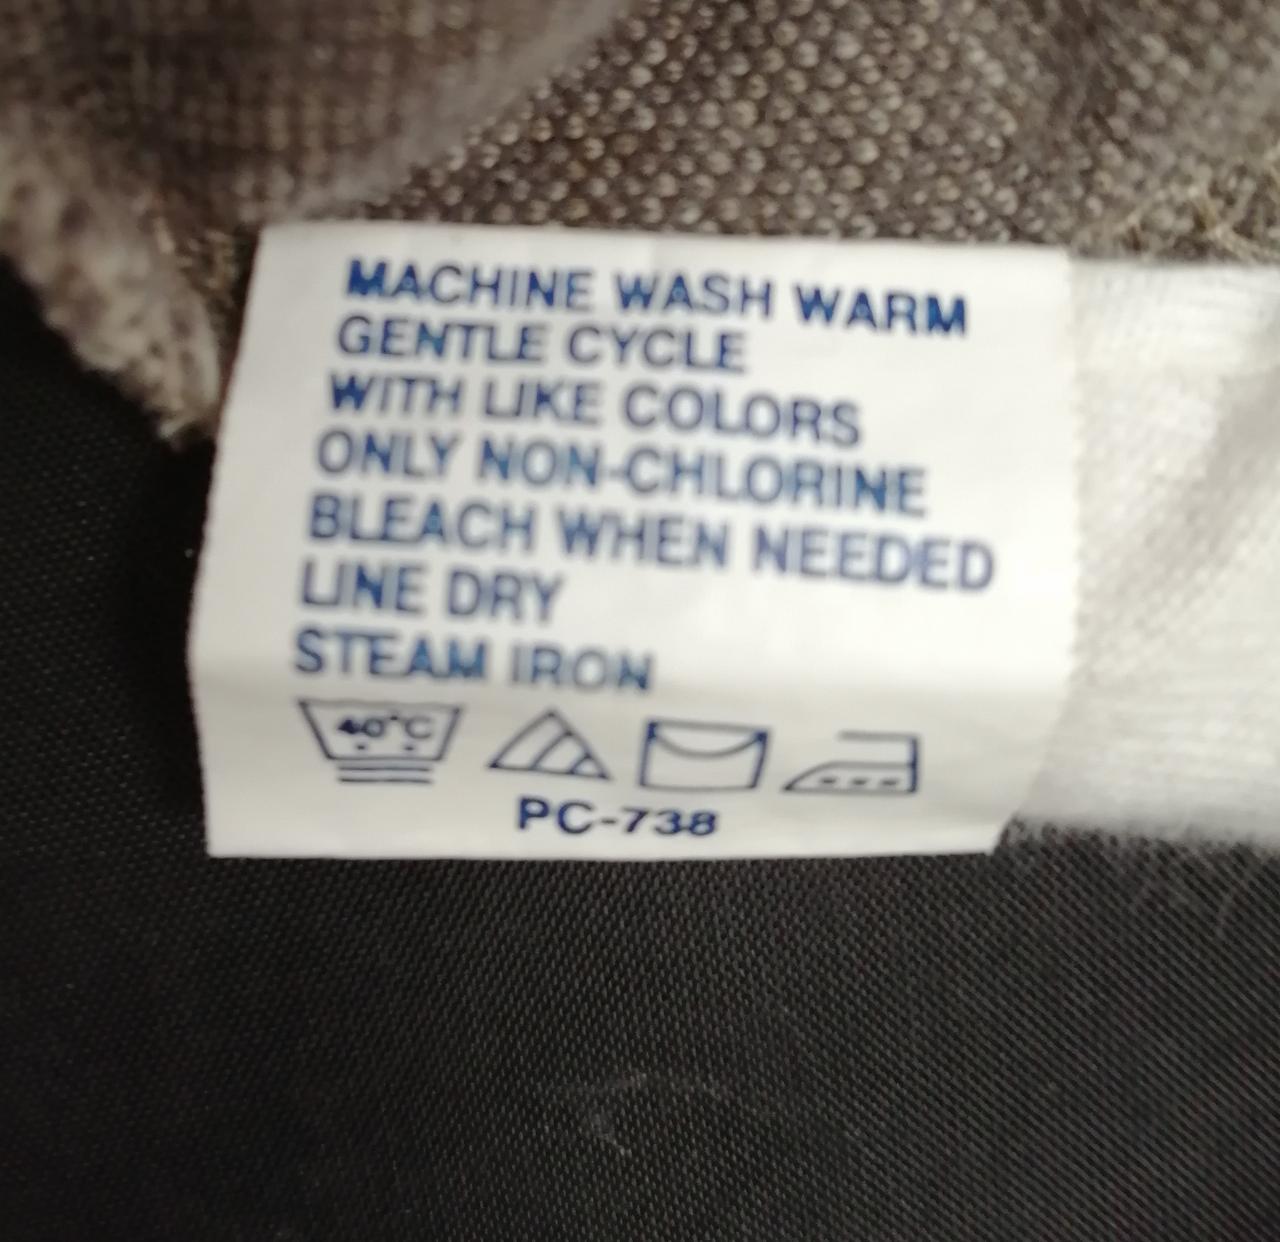 MACHINE WASH WARM
GENTLE CYCLE
WITH LIKE COLORS
ONLY NON-CHLORINE
BLEACH WHEN NEEDED
LINE DRY
STEAM IRON
40°C
PC-738